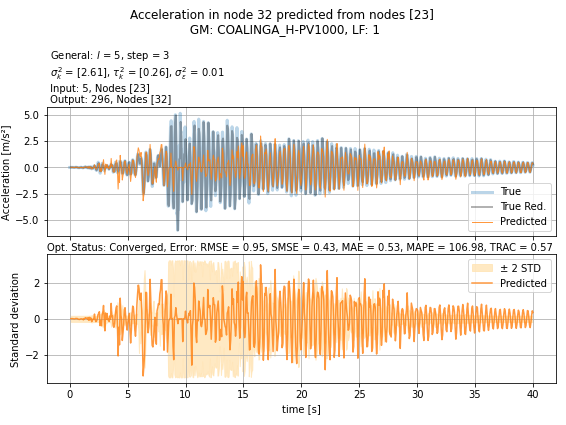 Acceleration in node 32 predicted from nodes [23]
GM: COALINGA_H-PV1000, LF: 1
General: l = 5, step = 3
σ²_k = [2.61], τ²_k = [0.26], σ²_ε = 0.01
Input: 5, Nodes [23]
Output: 296, Nodes [32]
Acceleration [m/s²]
5.0
2.5
0.0
−2.5
−5.0
True
True Red.
Predicted
Opt. Status: Converged, Error: RMSE = 0.95, SMSE = 0.43, MAE = 0.53, MAPE = 106.98, TRAC = 0.57
Standard deviation
2
0
−2
± 2 STD
Predicted
0 5 10 15 20 25 30 35 40
time [s]